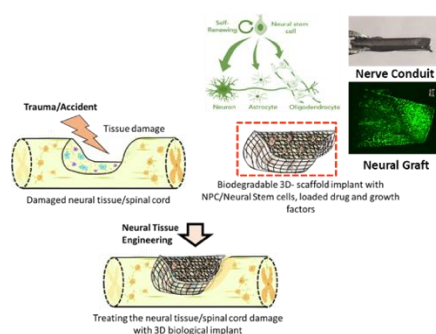 Self-
Renewing
Neural stem
cell
Neuron
Astrocyte
Oligodendrocyte
Nerve Conduit
Neural Graft
Trauma/Accident
Tissue damage
Damaged neural tissue/spinal cord
Biodegradable 3D- scaffold implant with
NPC/Neural Stem cells, loaded drug and growth
factors
Neural Tissue
Engineering
Treating the neural tissue/spinal cord damage
with 3D biological implant